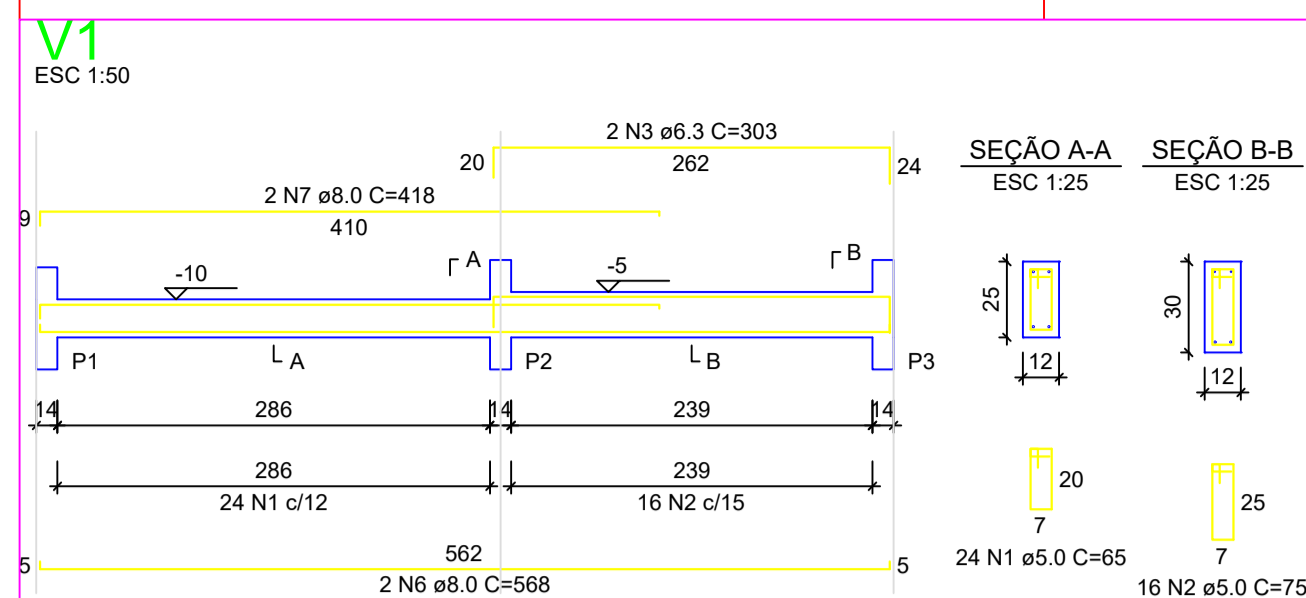 V1
ESC 1:50
2 N3 ø6.3 C=303
20
262
24
2 N7 ø8.0 C=418
9
410
-10
A
-5
B
P1
A
P2
B
P3
14
286
14
239
14
286
24 N1 c/12
239
16 N2 c/15
5
562
5
2 N6 ø8.0 C=568
SEÇÃO A-A
ESC 1:25
25
12
20
7
24 N1 ø5.0 C=65
SEÇÃO B-B
ESC 1:25
30
12
25
7
16 N2 ø5.0 C=75